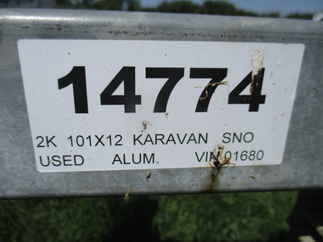 14774
2K 101X12 KARAVAN SNO
USED ALUM. VIN 01680